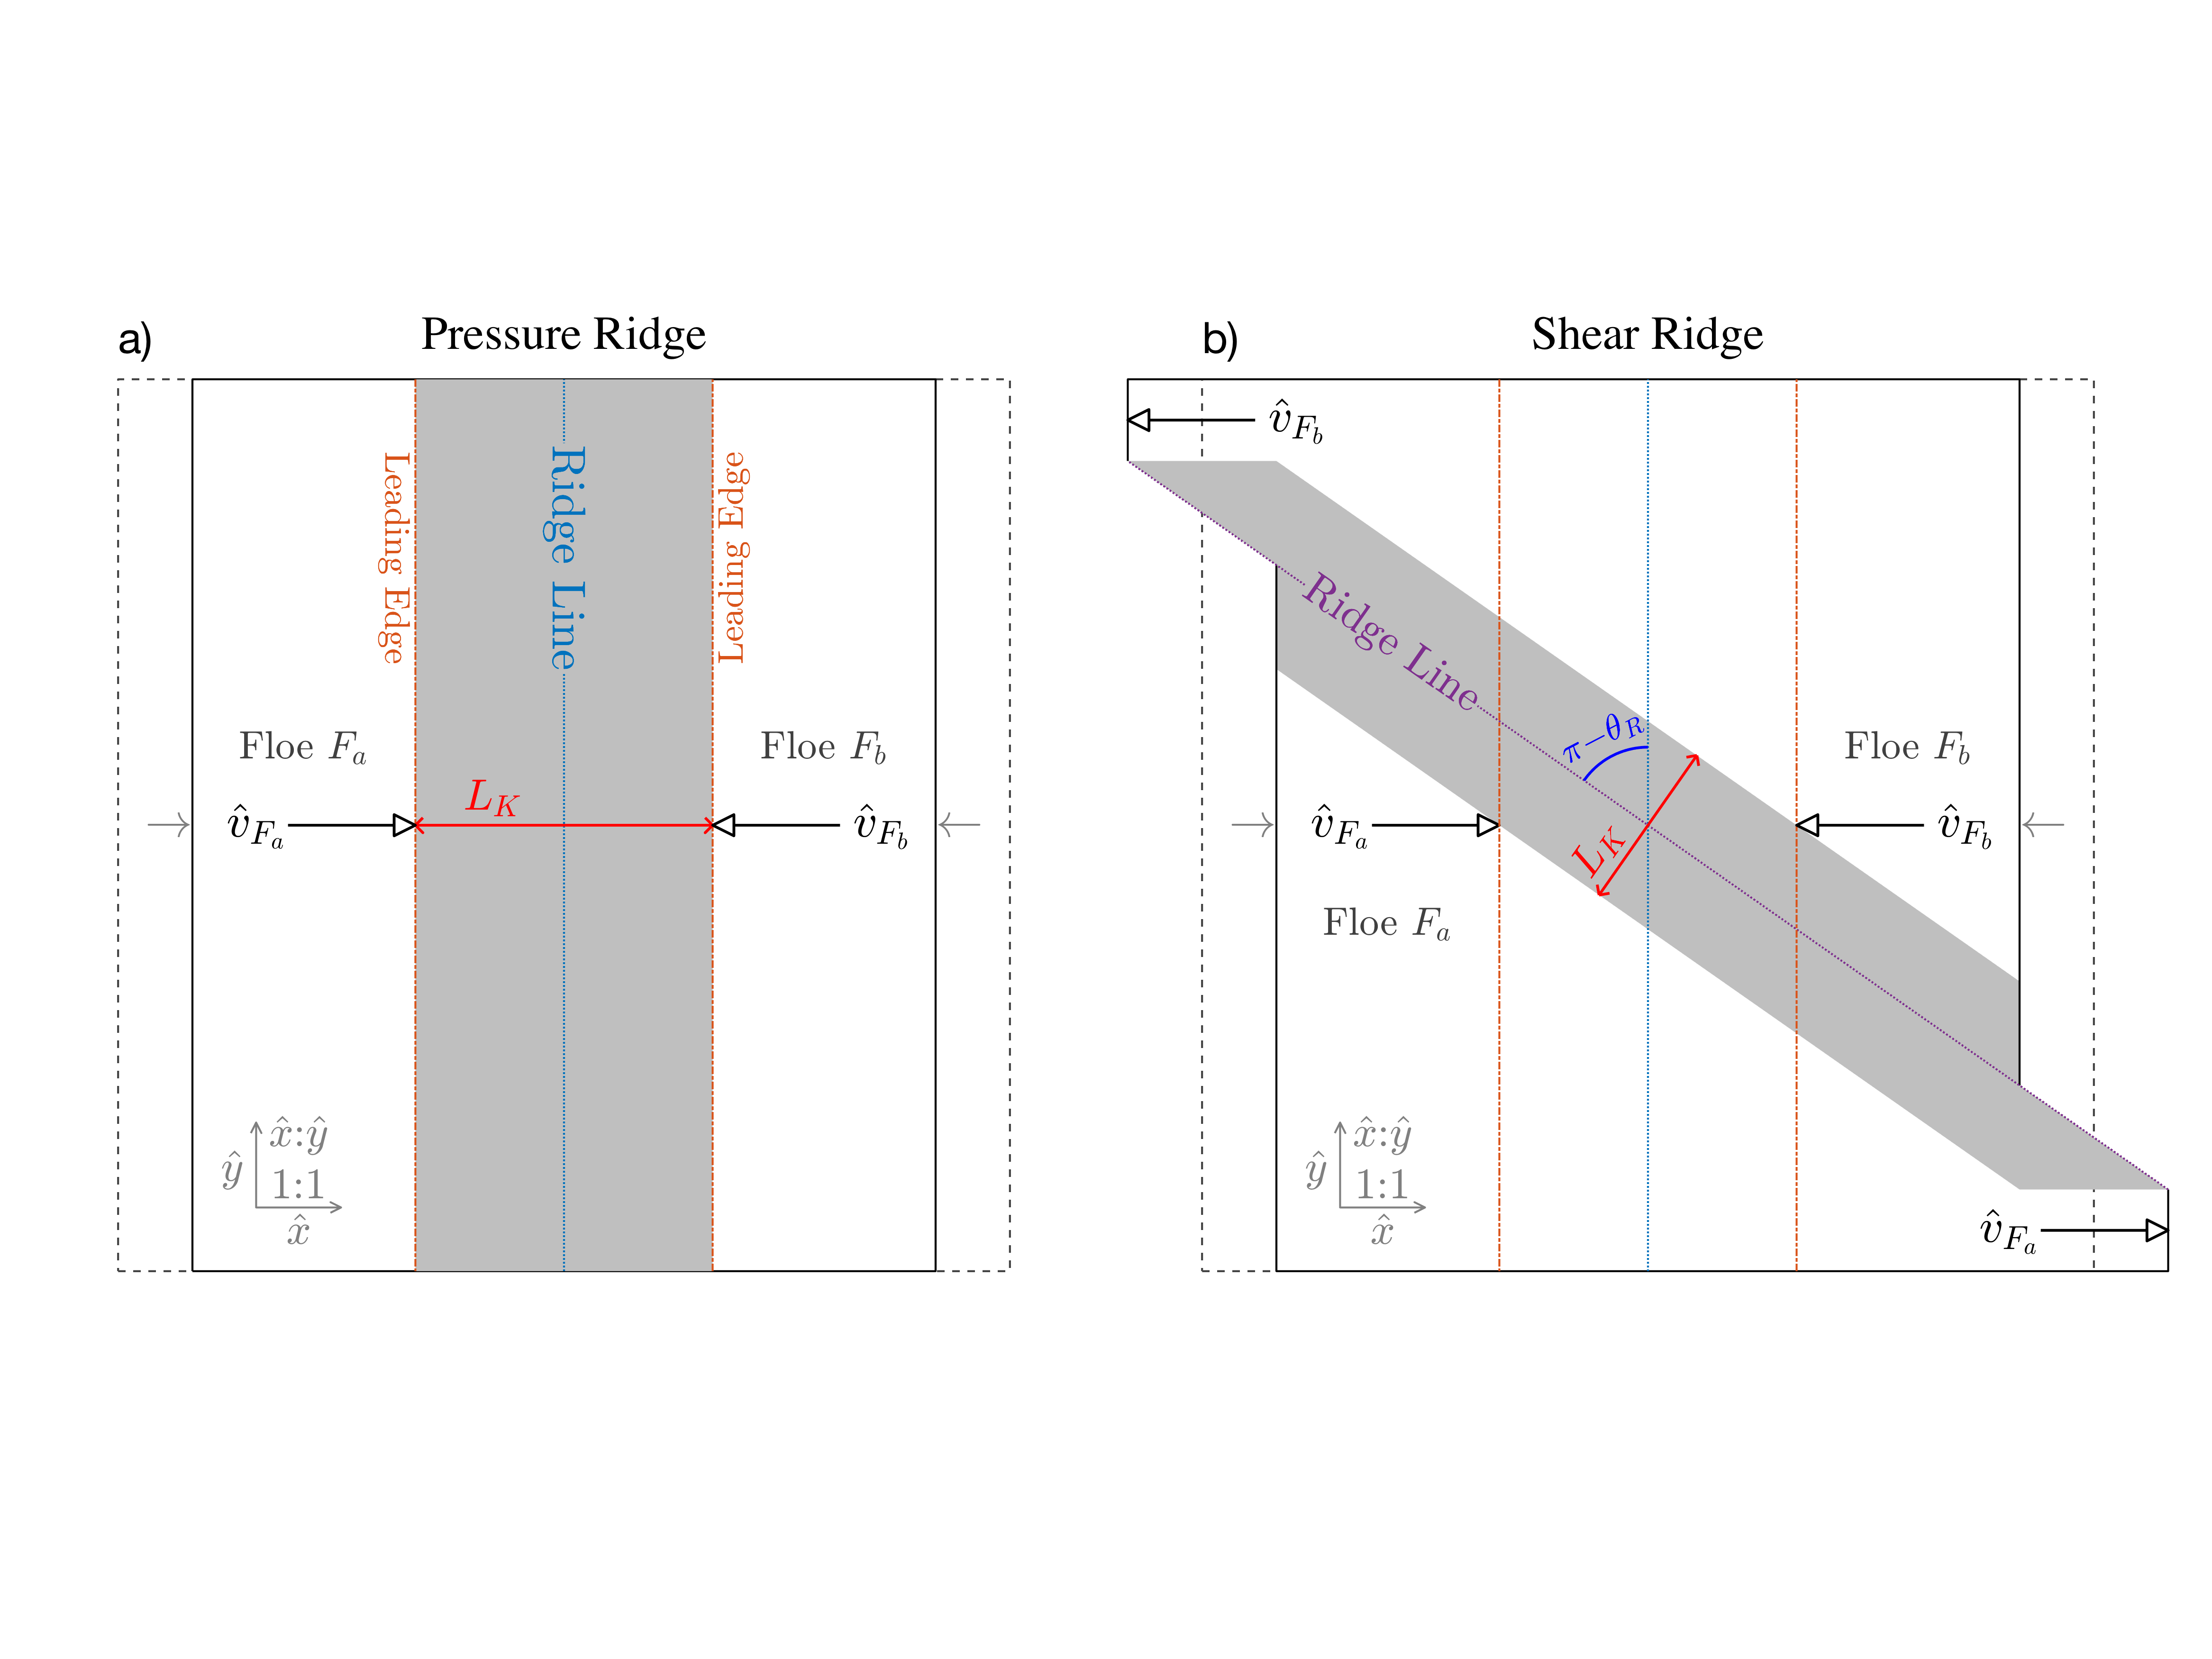 a)
Pressure Ridge
Leading Edge
Ridge Line
Leading Edge
Floe $F_a$
Floe $F_b$
$L_K$
$\hat{v}_{F_a}$
$\hat{v}_{F_b}$
$\hat{x}$:$\hat{y}$
$\hat{y}$
1:1
$\hat{x}$
b)
Shear Ridge
$\hat{v}_{F_b}$
Ridge Line
$\pi - \theta_R$
Floe $F_b$
$\hat{v}_{F_a}$
$\hat{v}_{F_b}$
$L_K$
Floe $F_a$
$\hat{x}$:$\hat{y}$
$\hat{y}$
1:1
$\hat{x}$
$\hat{v}_{F_a}$